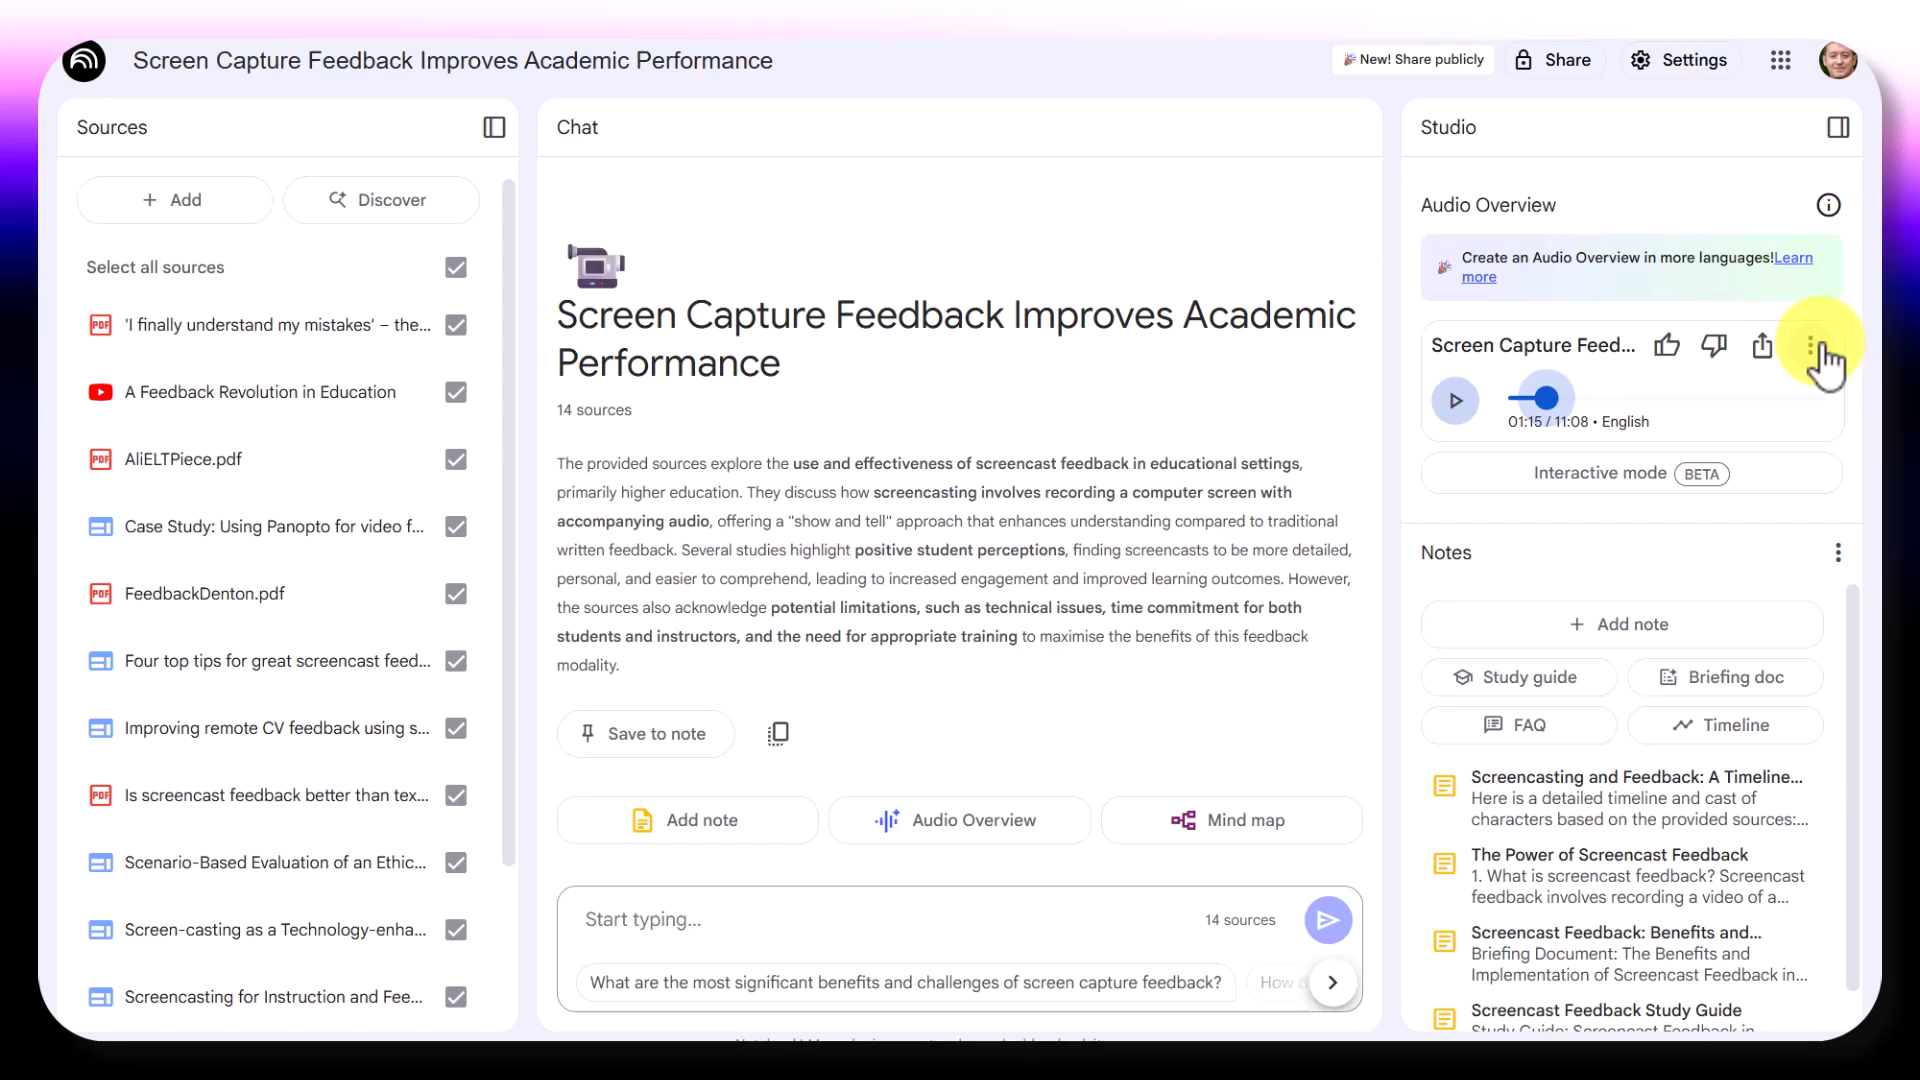 Screen Capture Feedback Improves Academic Performance
New! Share publicly
Share
Settings
Sources
Add
Discover
Select all sources
PDF
'I finally understand my mistakes' – the...
A Feedback Revolution in Education
PDF
AliELTPiece.pdf
Case Study: Using Panopto for video f...
PDF
FeedbackDenton.pdf
Four top tips for great screencast feed...
Improving remote CV feedback using s...
PDF
Is screencast feedback better than tex...
Scenario-Based Evaluation of an Ethic...
Screen-casting as a Technology-enha...
Screencasting for Instruction and Fee...
Chat
Screen Capture Feedback Improves Academic
Performance
14 sources
The provided sources explore the use and effectiveness of screencast feedback in educational settings,
primarily higher education. They discuss how screencasting involves recording a computer screen with
accompanying audio, offering a "show and tell" approach that enhances understanding compared to traditional
written feedback. Several studies highlight positive student perceptions, finding screencasts to be more detailed,
personal, and easier to comprehend, leading to increased engagement and improved learning outcomes. However,
the sources also acknowledge potential limitations, such as technical issues, time commitment for both
students and instructors, and the need for appropriate training to maximise the benefits of this feedback
modality.
Save to note
Add note
Audio Overview
Mind map
Start typing...
14 sources
What are the most significant benefits and challenges of screen capture feedback?
How
Studio
Audio Overview
Create an Audio Overview in more languages!Learn
more
Screen Capture Feed...
01:15 / 11:08 • English
Interactive mode BETA
Notes
Add note
Study guide
Briefing doc
FAQ
Timeline
Screencasting and Feedback: A Timeline...
Here is a detailed timeline and cast of
characters based on the provided sources:...
The Power of Screencast Feedback
1. What is screencast feedback? Screencast
feedback involves recording a video of a...
Screencast Feedback: Benefits and...
Briefing Document: The Benefits and
Implementation of Screencast Feedback in...
Screencast Feedback Study Guide
Study Guide: Screencast Feedback in